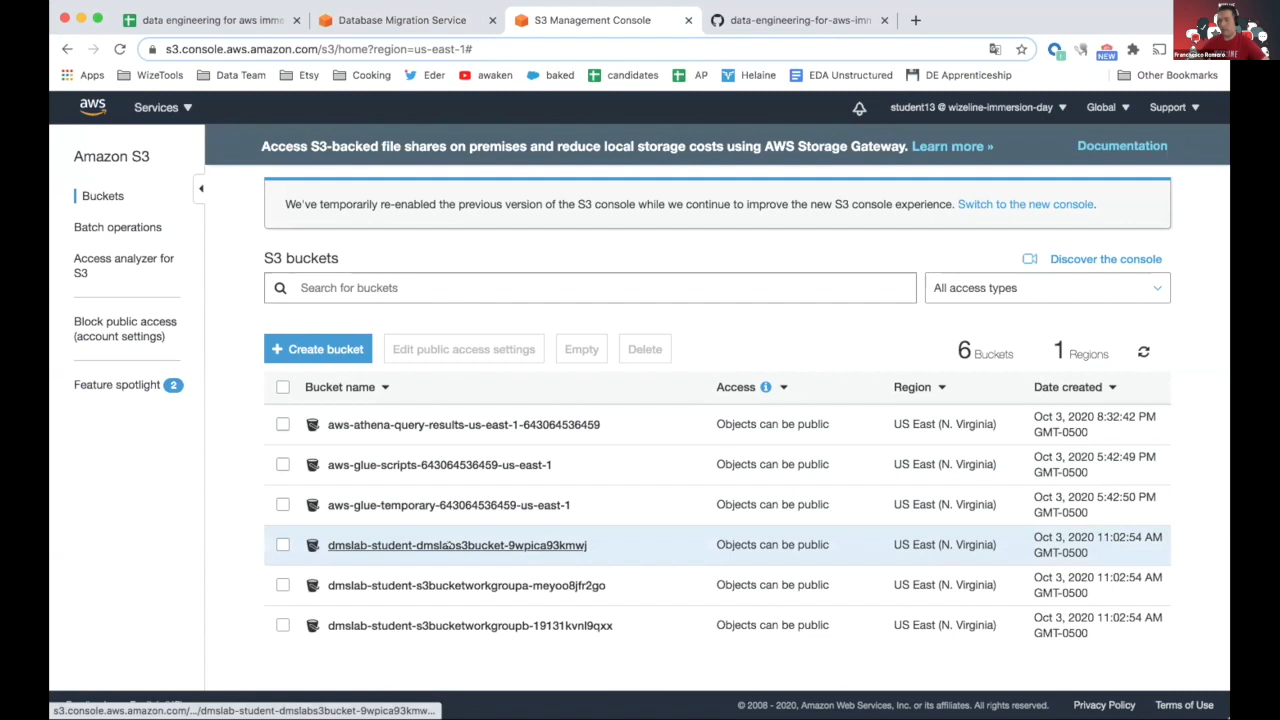 data engineering for aws imme
Database Migration Service
S3 Management Console
data-engineering-for-aws-imm
s3.console.aws.amazon.com/s3/home?region=us-east-1#
NEW
Apps
WizeTools
Data Team
Etsy
Cooking
Eder
awaken
baked
candidates
AP
Helaine
EDA Unstructured
DE Apprenticeship
Other Bookmarks
Francisco Romero
aws
Services
student13 @ wizeline-immersion-day
Global
Support
Amazon S3
Buckets
Batch operations
Access analyzer for
S3
Block public access
(account settings)
Feature spotlight 2
Access S3-backed file shares on premises and reduce local storage costs using AWS Storage Gateway. Learn more »
Documentation
We've temporarily re-enabled the previous version of the S3 console while we continue to improve the new S3 console experience. Switch to the new console.
S3 buckets
Discover the console
Search for buckets
All access types
+ Create bucket
Edit public access settings
Empty
Delete
6 Buckets
1 Regions
Bucket name
Access
Region
Date created
aws-athena-query-results-us-east-1-643064536459
Objects can be public
US East (N. Virginia)
Oct 3, 2020 8:32:42 PM
GMT-0500
aws-glue-scripts-643064536459-us-east-1
Objects can be public
US East (N. Virginia)
Oct 3, 2020 5:42:49 PM
GMT-0500
aws-glue-temporary-643064536459-us-east-1
Objects can be public
US East (N. Virginia)
Oct 3, 2020 5:42:50 PM
GMT-0500
dmslab-student-dmslabs3bucket-9wpica93kmwj
Objects can be public
US East (N. Virginia)
Oct 3, 2020 11:02:54 AM
GMT-0500
dmslab-student-s3bucketworkgroupa-meyoo8jfr2go
Objects can be public
US East (N. Virginia)
Oct 3, 2020 11:02:54 AM
GMT-0500
dmslab-student-s3bucketworkgroupb-19131kvnl9qxx
Objects can be public
US East (N. Virginia)
Oct 3, 2020 11:02:54 AM
GMT-0500
s3.console.aws.amazon.com/.../dmslab-student-dmslabs3bucket-9wpica93kmw...
© 2008 - 2020, Amazon Web Services, Inc. or its affiliates. All rights reserved.
Privacy Policy
Terms of Use